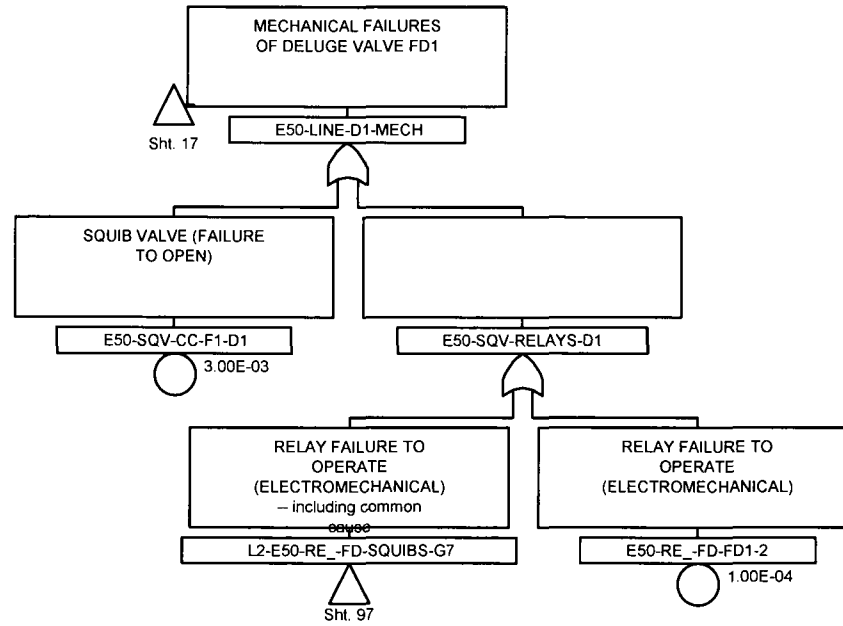 MECHANICAL FAILURES
OF DELUGE VALVE FD1
Sht. 17
E50-LINE-D1-MECH
SQUIB VALVE (FAILURE
TO OPEN)
E50-SQV-CC-F1-D1
3.00E-03
E50-SQV-RELAYS-D1
RELAY FAILURE TO
OPERATE
(ELECTROMECHANICAL)
-- including common
cause
L2-E50-RE_-FD-SQUIBS-G7
Sht. 97
RELAY FAILURE TO
OPERATE
(ELECTROMECHANICAL)
E50-RE_-FD-FD1-2
1.00E-04